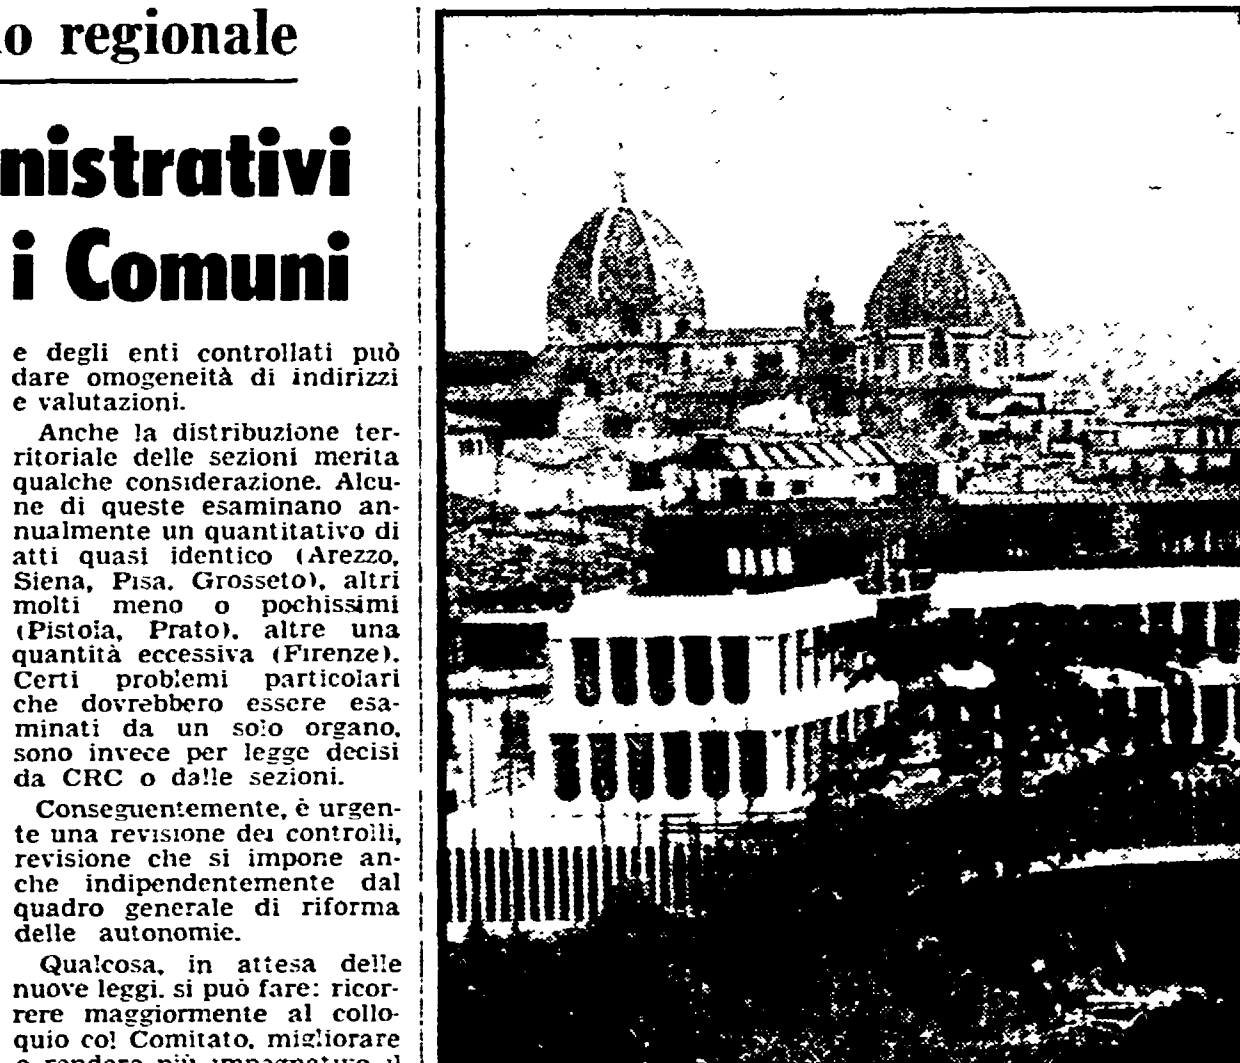 o regionale
nistrativi
i Comuni
e degli enti controllati può
dare omogeneità di indirizzi
e valutazioni.
Anche la distribuzione ter-
ritoriale delle sezioni merita
qualche considerazione. Alcu-
ne di queste esaminano an-
nualmente un quantitativo di
atti quasi identico (Arezzo,
Siena, Pisa, Grosseto), altri
molti meno o pochissimi
(Pistoia, Prato), altre una
quantità eccessiva (Firenze).
Certi problemi particolari
che dovrebbero essere esa-
minati da un solo organo,
sono invece per legge decisi
da CRC o dalle sezioni.
Conseguentemente, è urgen-
te una revisione dei controlli,
revisione che si impone an-
che indipendentemente dal
quadro generale di riforma
delle autonomie.
Qualcosa, in attesa delle
nuove leggi, si può fare: ricor-
rere maggiormente al collo-
quio col Comitato, migliorare
e rendere più impegnativo il